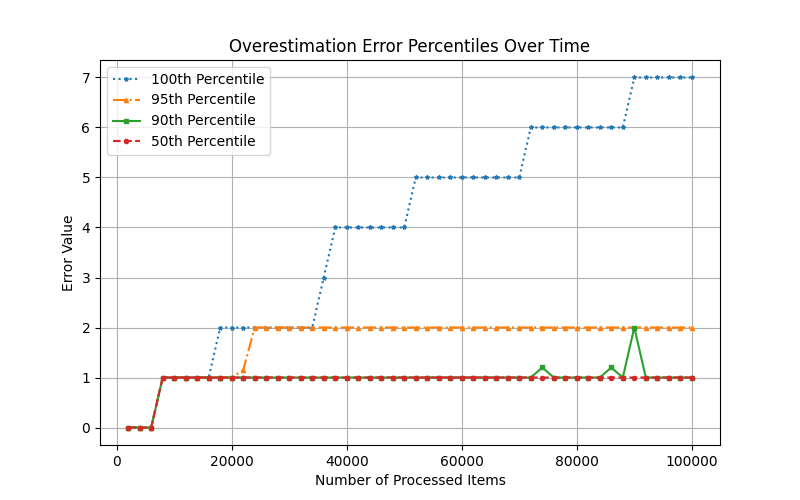 Overestimation Error Percentiles Over Time
100th Percentile
95th Percentile
90th Percentile
50th Percentile
Error Value
7
6
5
4
3
2
1
0
0 20000 40000 60000 80000 100000
Number of Processed Items